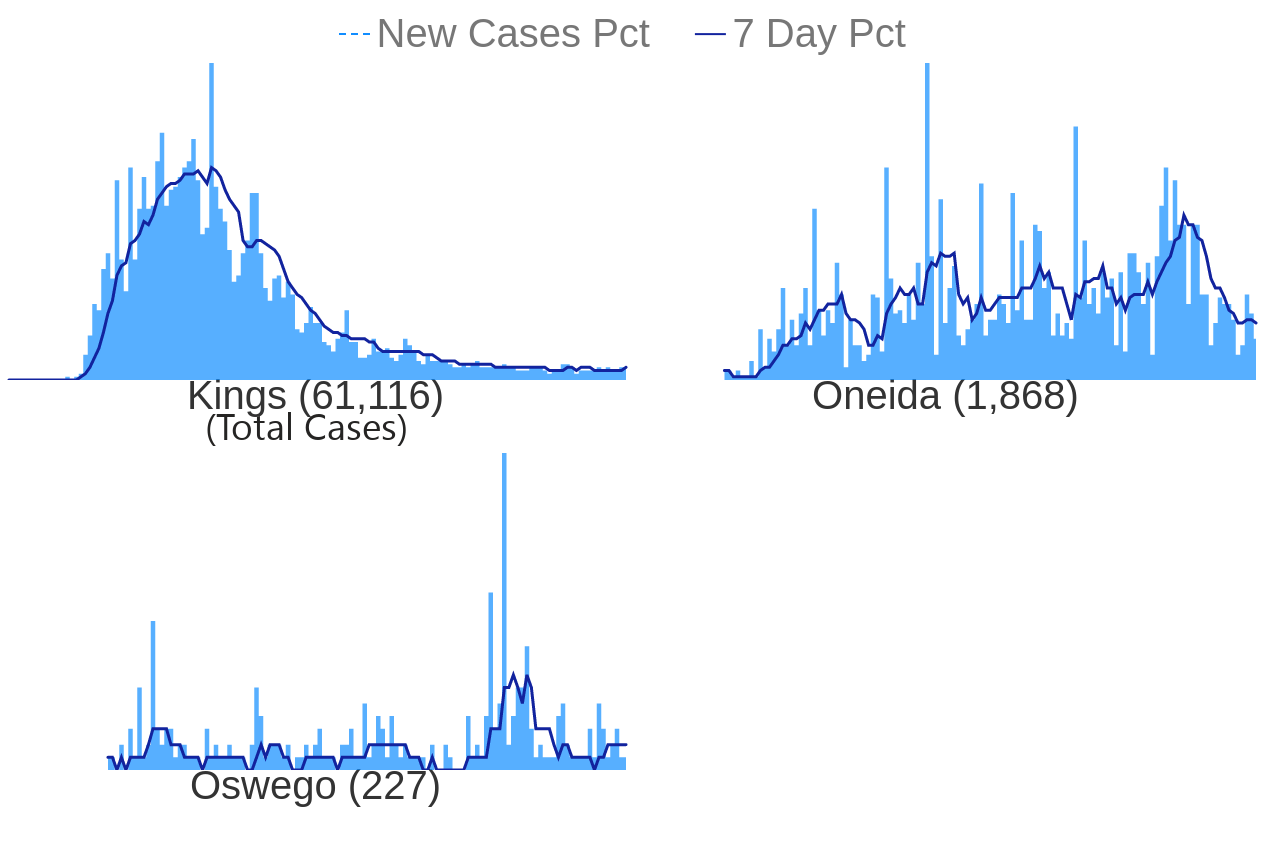 New Cases Pct 7 Day Pct
Kings (61,116)
(Total Cases)
Oneida (1,868)
Oswego (227)